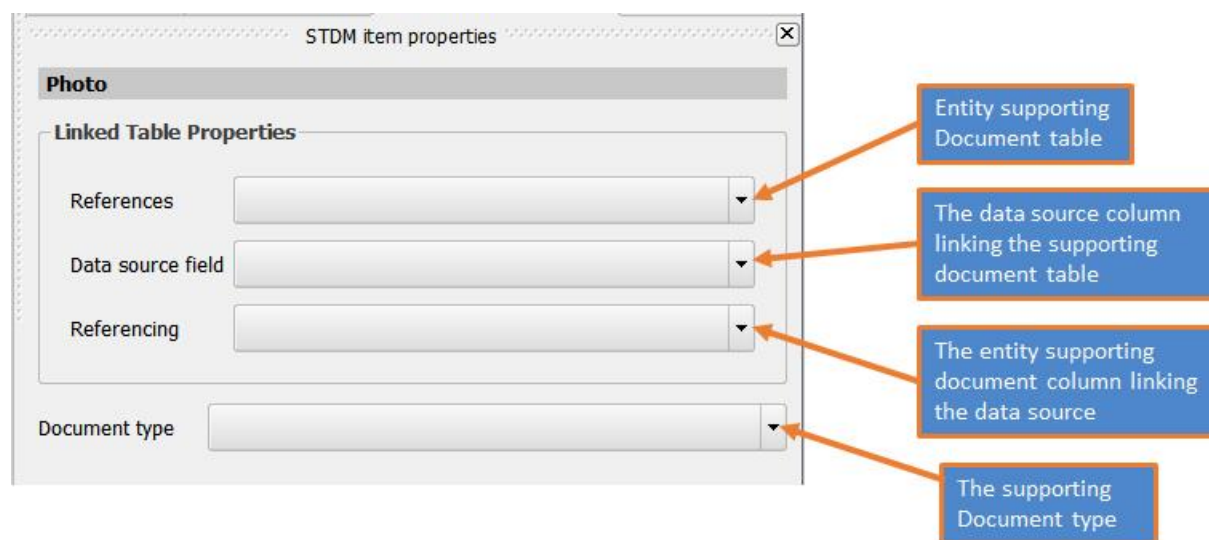 STDM item properties
Photo
Linked Table Properties
References
Data source field
Referencing
Document type
Entity supporting
Document table
The data source column
linking the supporting
document table
The entity supporting
document column linking
the data source
The supporting
Document type